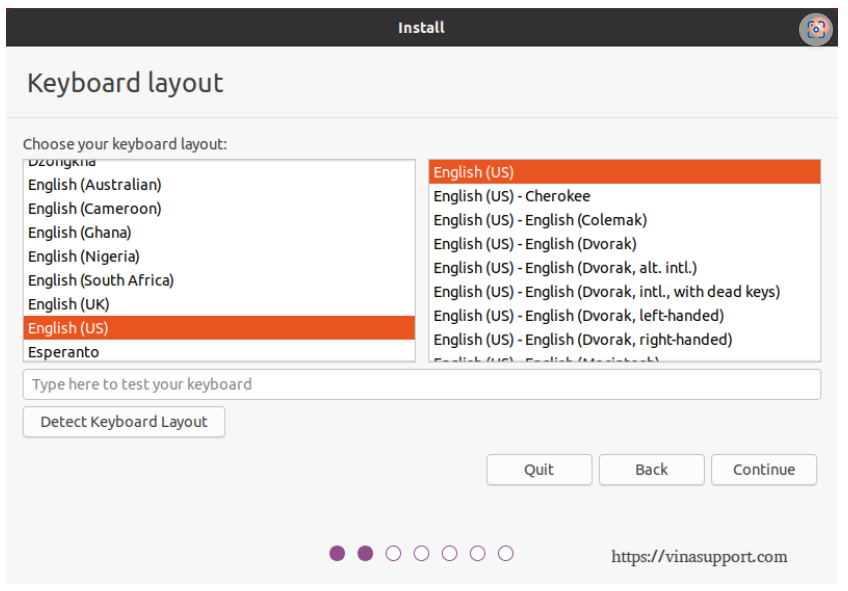 Install
Keyboard layout
Choose your keyboard layout:
Dzongkha
English (Australian)
English (Cameroon)
English (Ghana)
English (Nigeria)
English (South Africa)
English (UK)
English (US)
Esperanto
English (US)
English (US) - Cherokee
English (US) - English (Colemak)
English (US) - English (Dvorak)
English (US) - English (Dvorak, alt. intl.)
English (US) - English (Dvorak, intl., with dead keys)
English (US) - English (Dvorak, left-handed)
English (US) - English (Dvorak, right-handed)
English (US) - English (Macintosh)
Type here to test your keyboard
Detect Keyboard Layout
Quit Back Continue
https://vinasupport.com